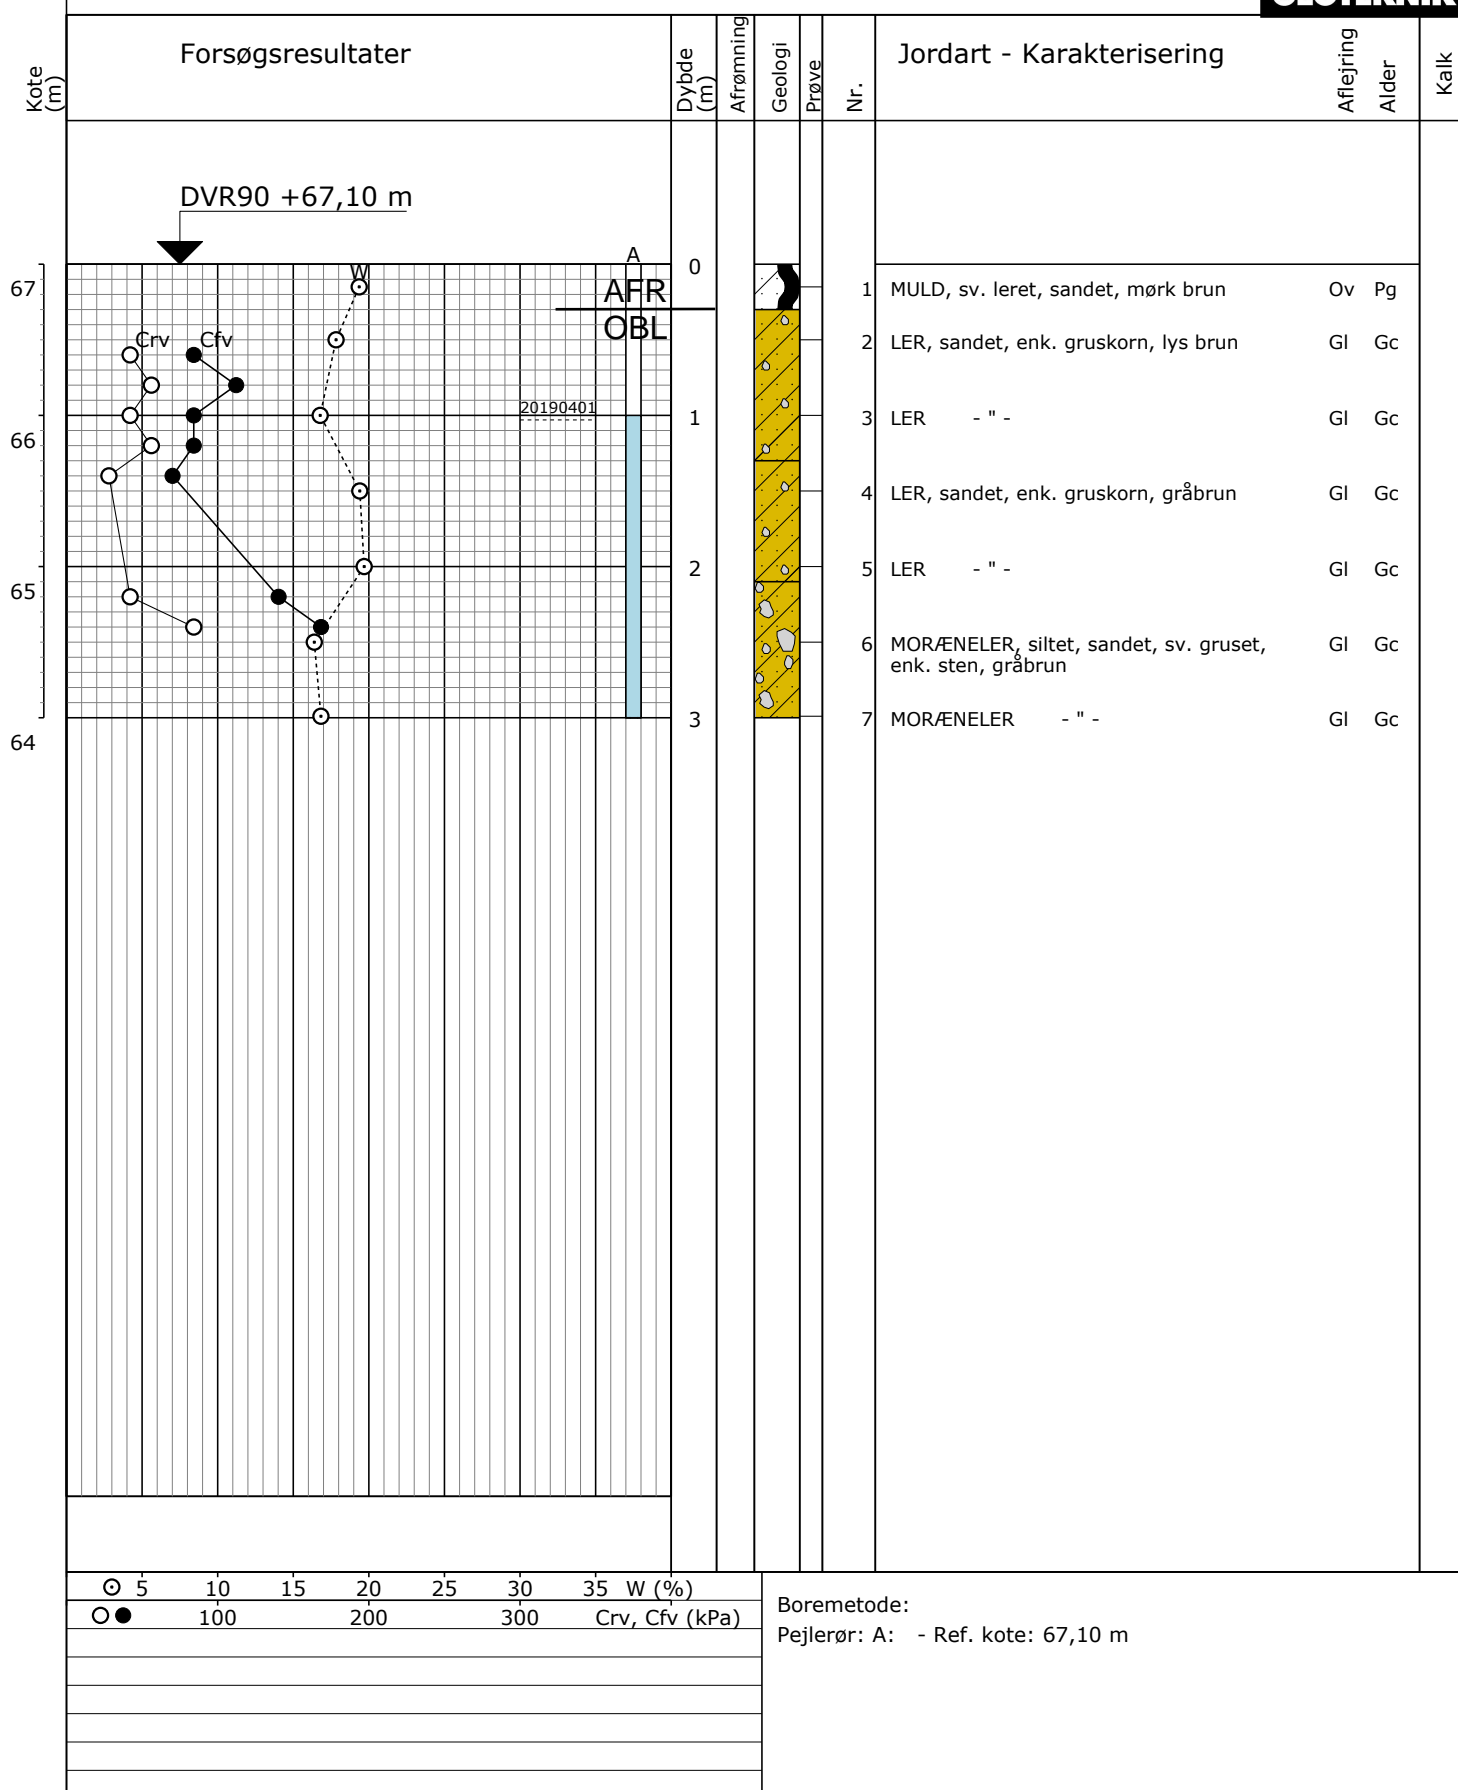 Kote (m)
Forsøgsresultater
Dybde (m)
Afrømning
Geologi
Prøve
Nr.
Jordart - Karakterisering
Aflejring
Alder
Kalk
DVR90 +67,10 m
A
W
0
67
AFR
1 MULD, sv. leret, sandet, mørk brun Ov Pg
OBL
Crv Cfv
2 LER, sandet, enk. gruskorn, lys brun Gl Gc
20190401
1
3 LER - " - Gl Gc
66
4 LER, sandet, enk. gruskorn, gråbrun Gl Gc
2
5 LER - " - Gl Gc
65
6 MORÆNELER, siltet, sandet, sv. gruset, Gl Gc
enk. sten, gråbrun
3
7 MORÆNELER - " - Gl Gc
64
5 10 15 20 25 30 35 W (%)
100 200 300 Crv, Cfv (kPa)
Boremetode:
Pejlerør: A: - Ref. kote: 67,10 m